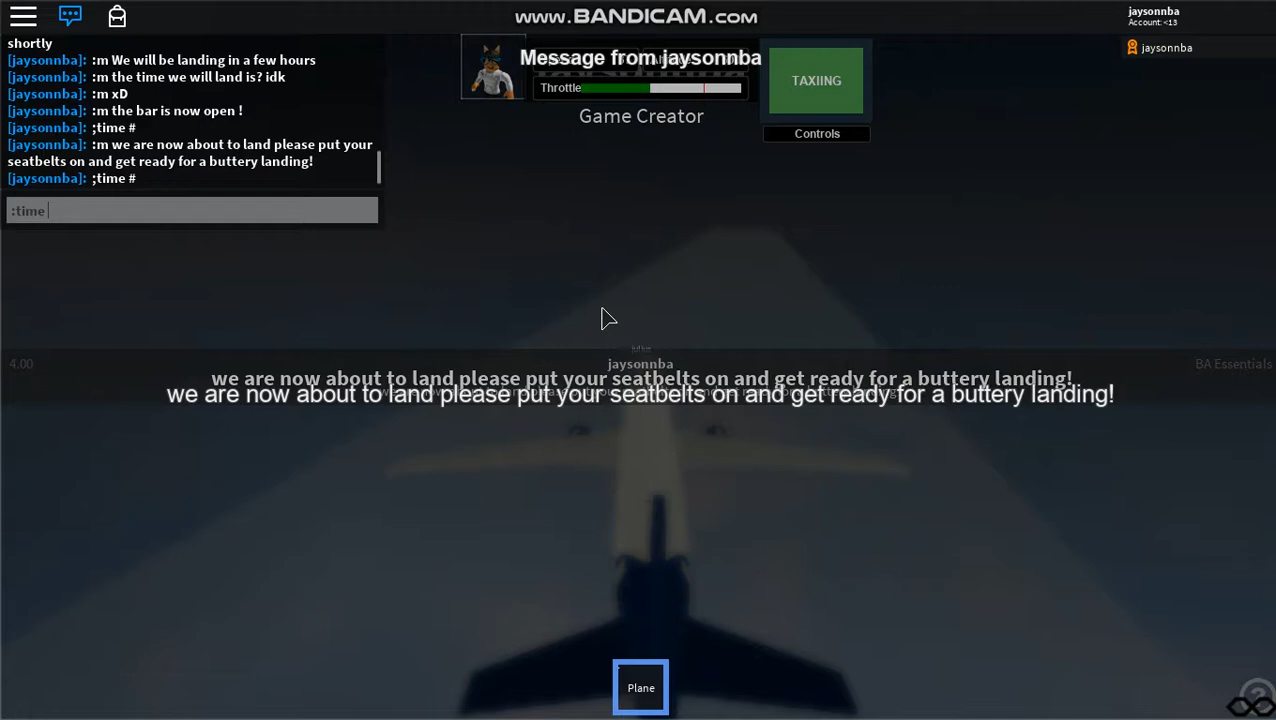 www.BANDICAM.com
jaysonnba
Account: <13
jaysonnba
shortly
[jaysonnba]: :m We will be landing in a few hours
[jaysonnba]: :m the time we will land is? idk
[jaysonnba]: :m xD
[jaysonnba]: :m the bar is now open !
[jaysonnba]: ;time #
[jaysonnba]: :m we are now about to land please put your
seatbelts on and get ready for a buttery landing!
[jaysonnba]: ;time #
:time
Message from jaysonnba
Throttle
Game Creator
TAXIING
Controls
4.00
jaysonnba
BA Essentials
we are now about to land please put your seatbelts on and get ready for a buttery landing!
we are now about to land please put your seatbelts on and get ready for a buttery landing!
Plane